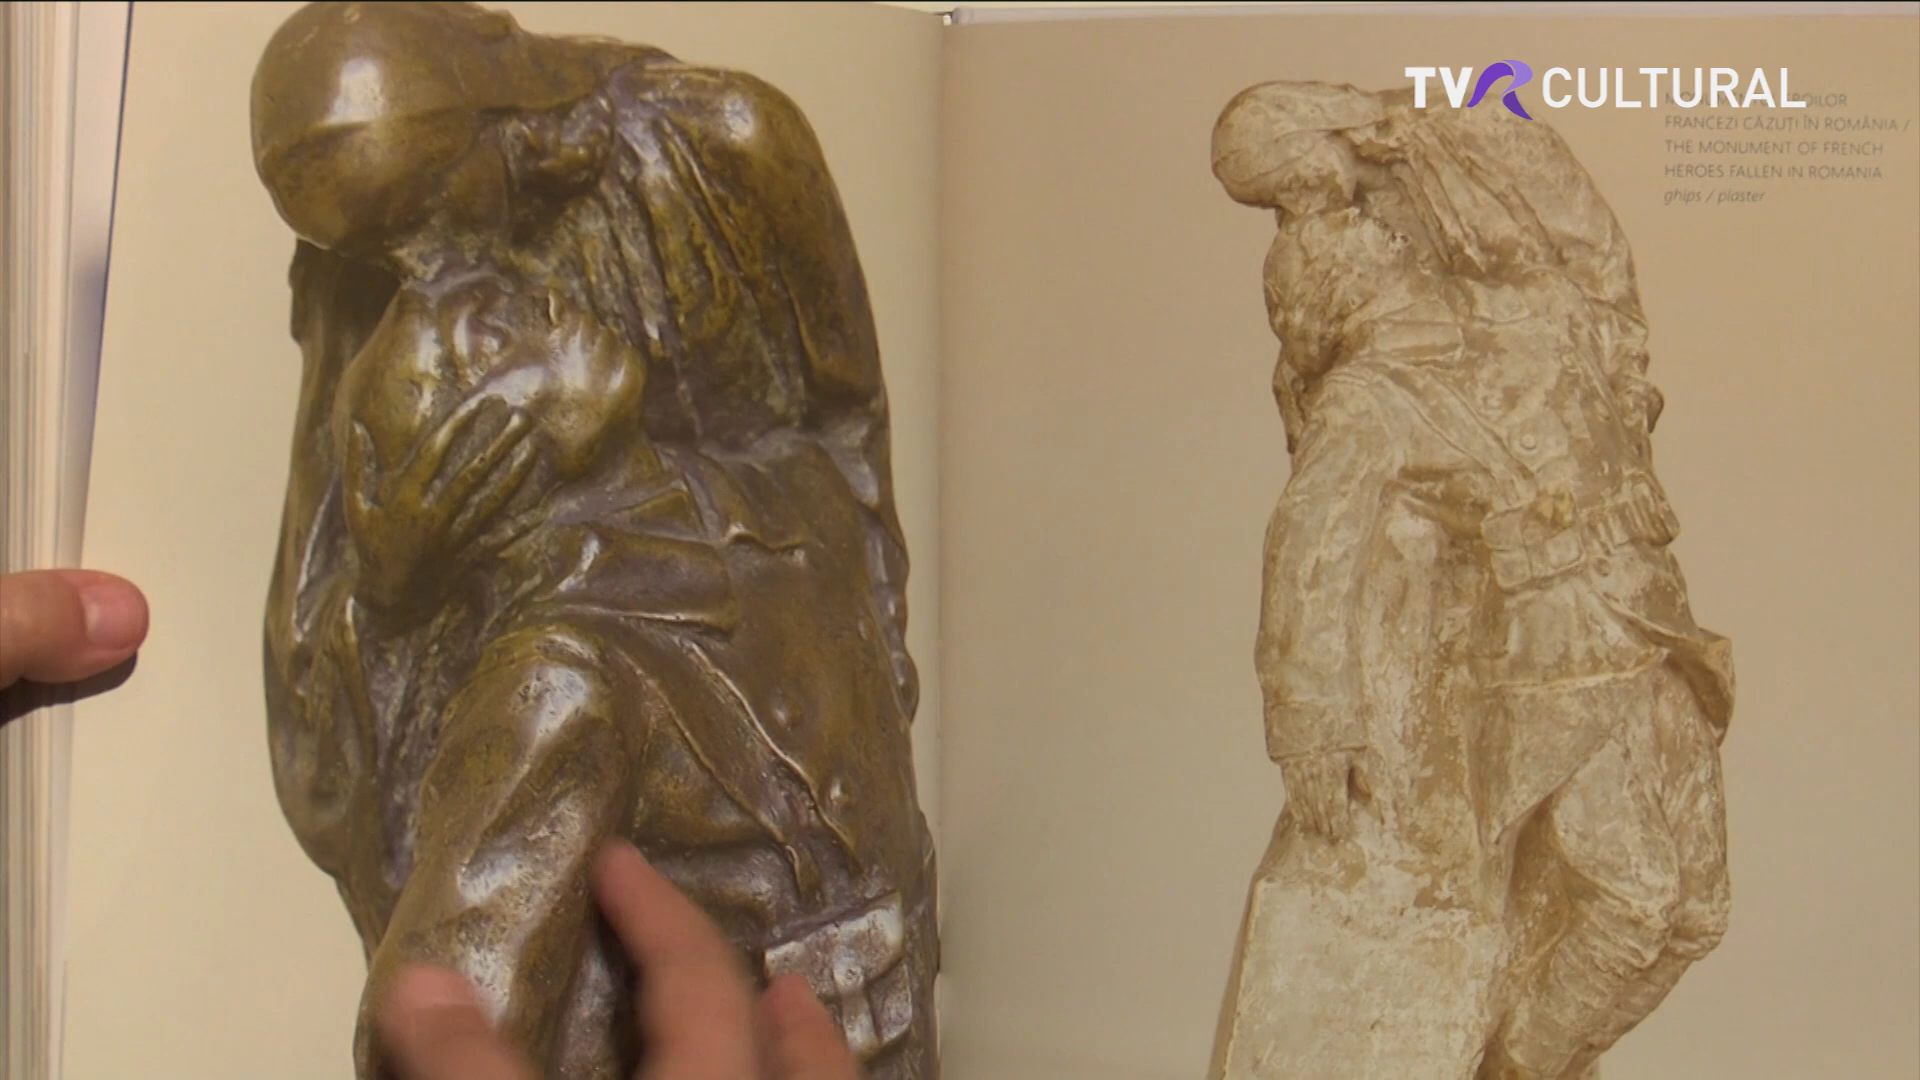 TVR CULTURAL
FRANCEZI CĂZUȚI ÎN ROMÂNIA /
THE MONUMENT OF FRENCH
HEROES FALLEN IN ROMANIA
ghips / plaster